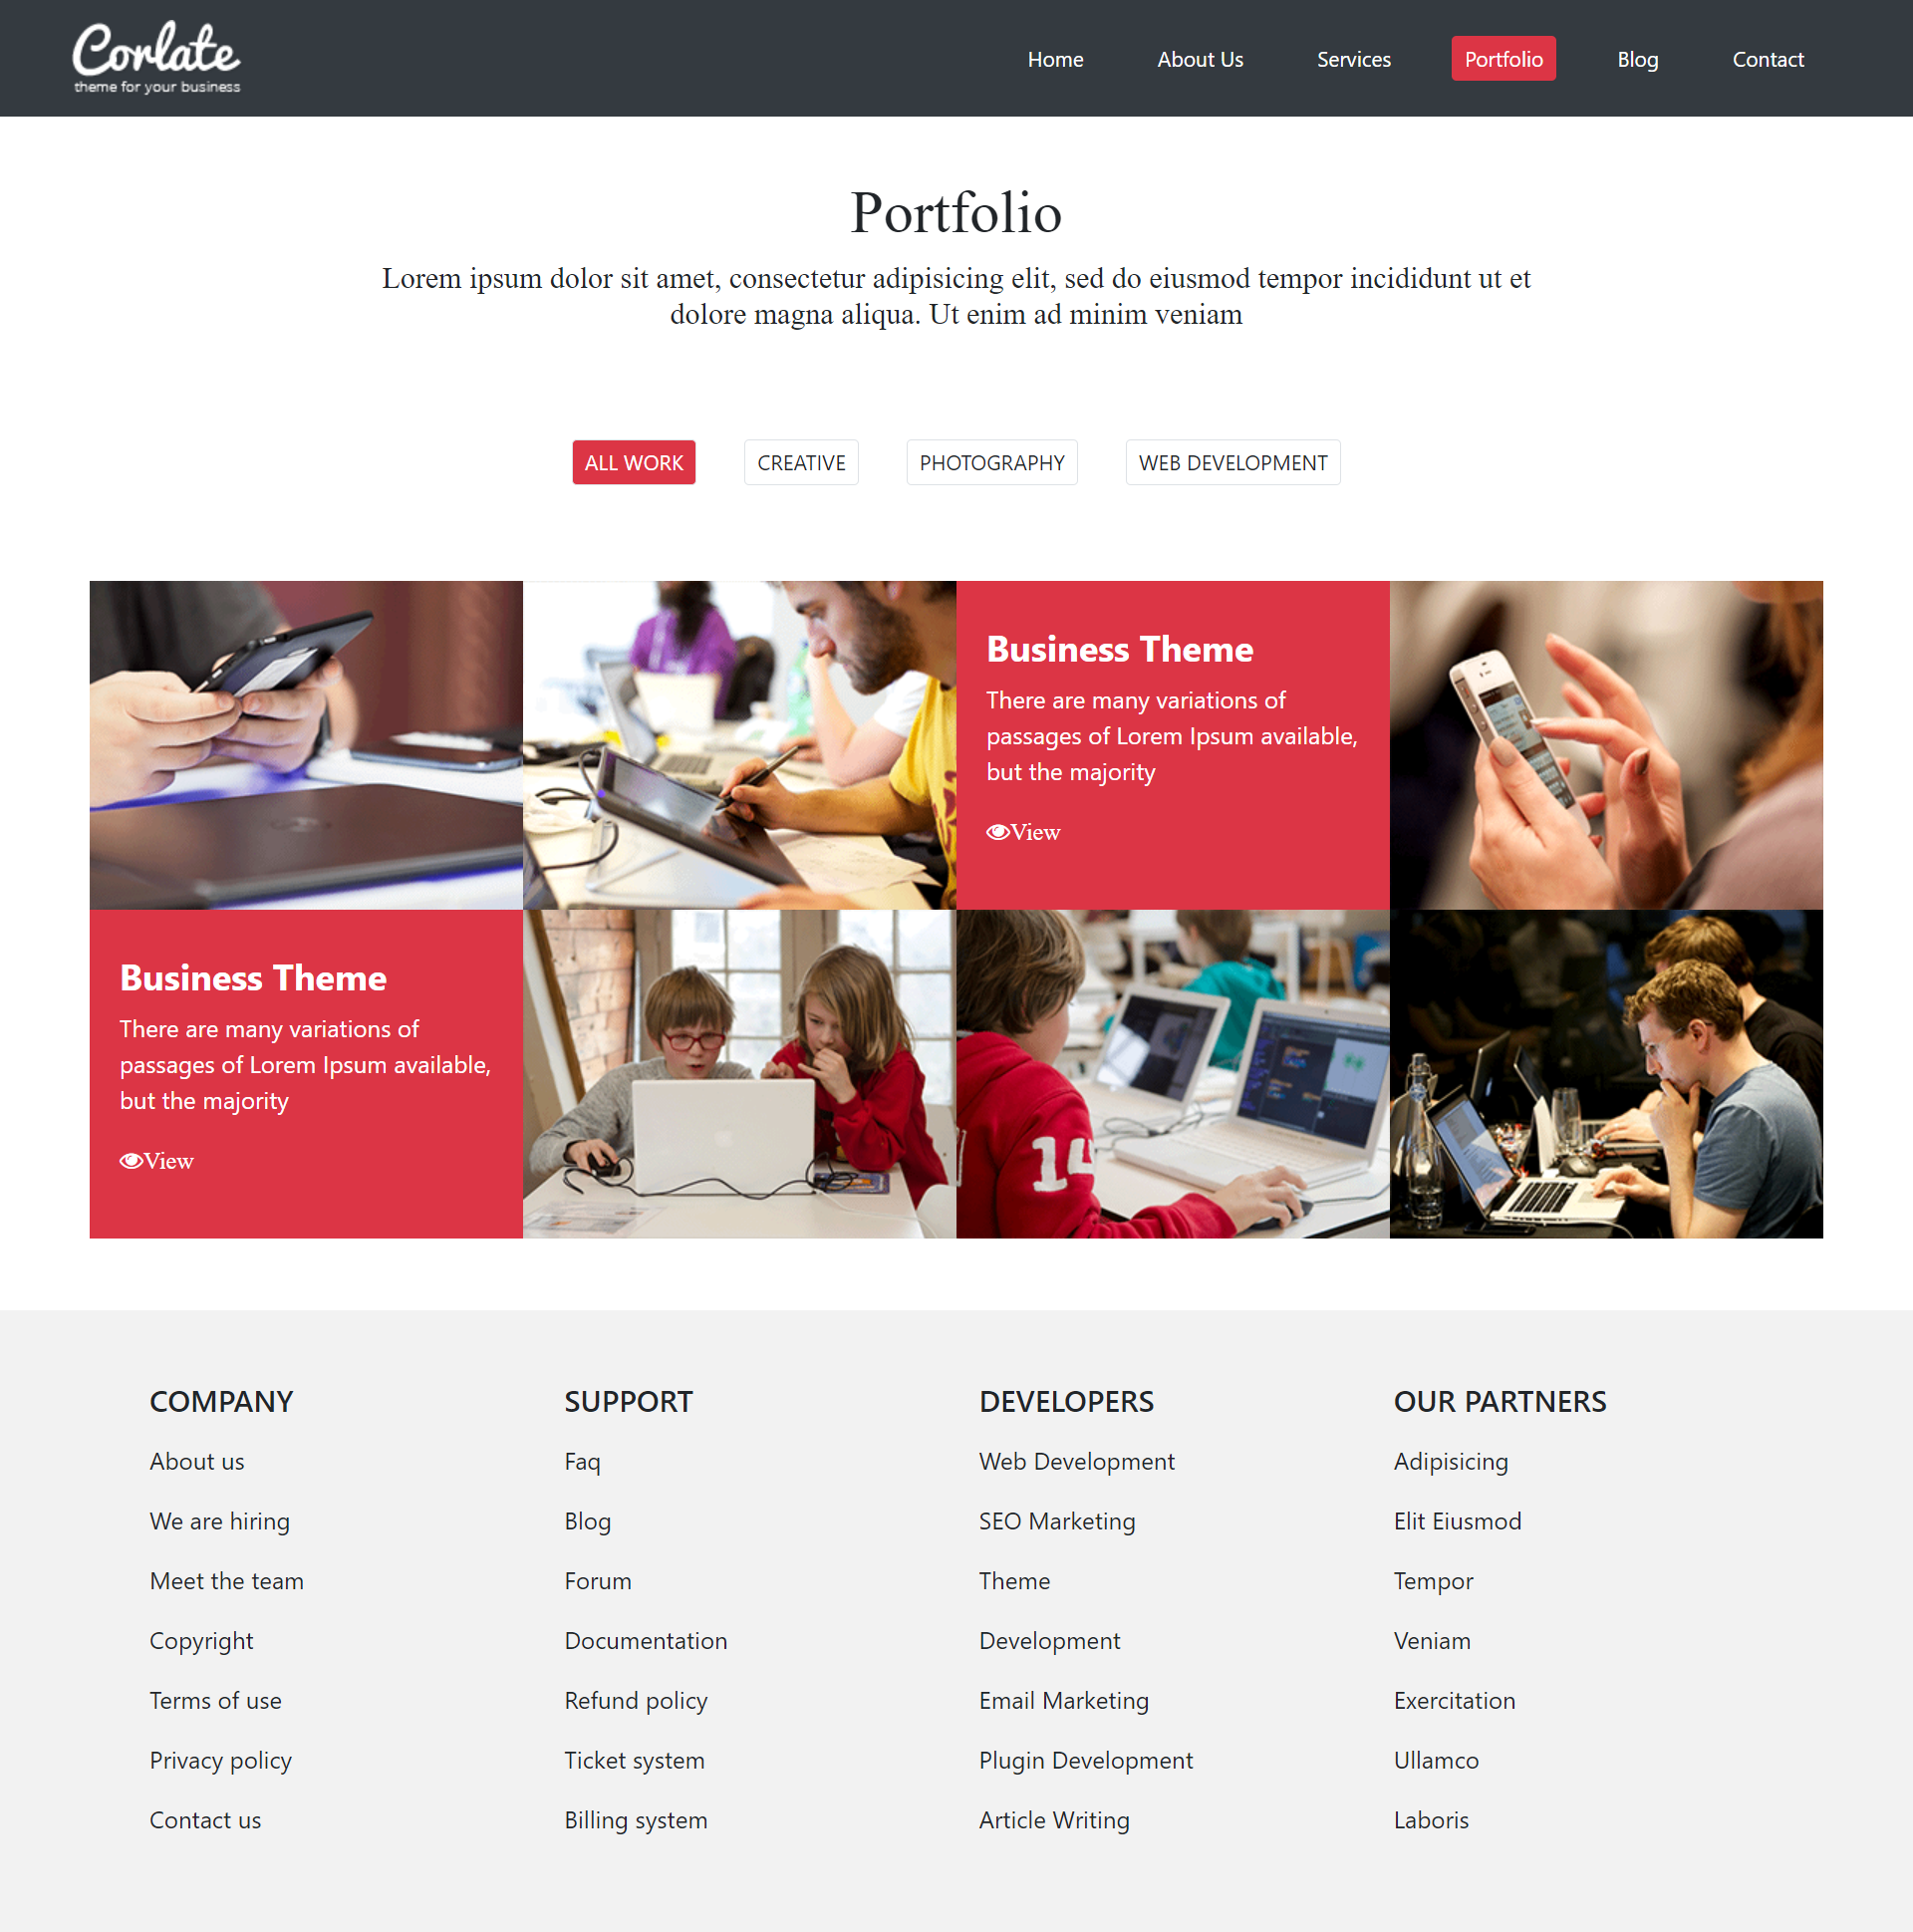 Corlate
theme for your business
Home About Us Services Portfolio Blog Contact
Portfolio
Lorem ipsum dolor sit amet, consectetur adipisicing elit, sed do eiusmod tempor incididunt ut et
dolore magna aliqua. Ut enim ad minim veniam
ALL WORK CREATIVE PHOTOGRAPHY WEB DEVELOPMENT
Business Theme
There are many variations of
passages of Lorem Ipsum available,
but the majority
View
Business Theme
There are many variations of
passages of Lorem Ipsum available,
but the majority
View
14
COMPANY
About us
We are hiring
Meet the team
Copyright
Terms of use
Privacy policy
Contact us
SUPPORT
Faq
Blog
Forum
Documentation
Refund policy
Ticket system
Billing system
DEVELOPERS
Web Development
SEO Marketing
Theme
Development
Email Marketing
Plugin Development
Article Writing
OUR PARTNERS
Adipisicing
Elit Eiusmod
Tempor
Veniam
Exercitation
Ullamco
Laboris